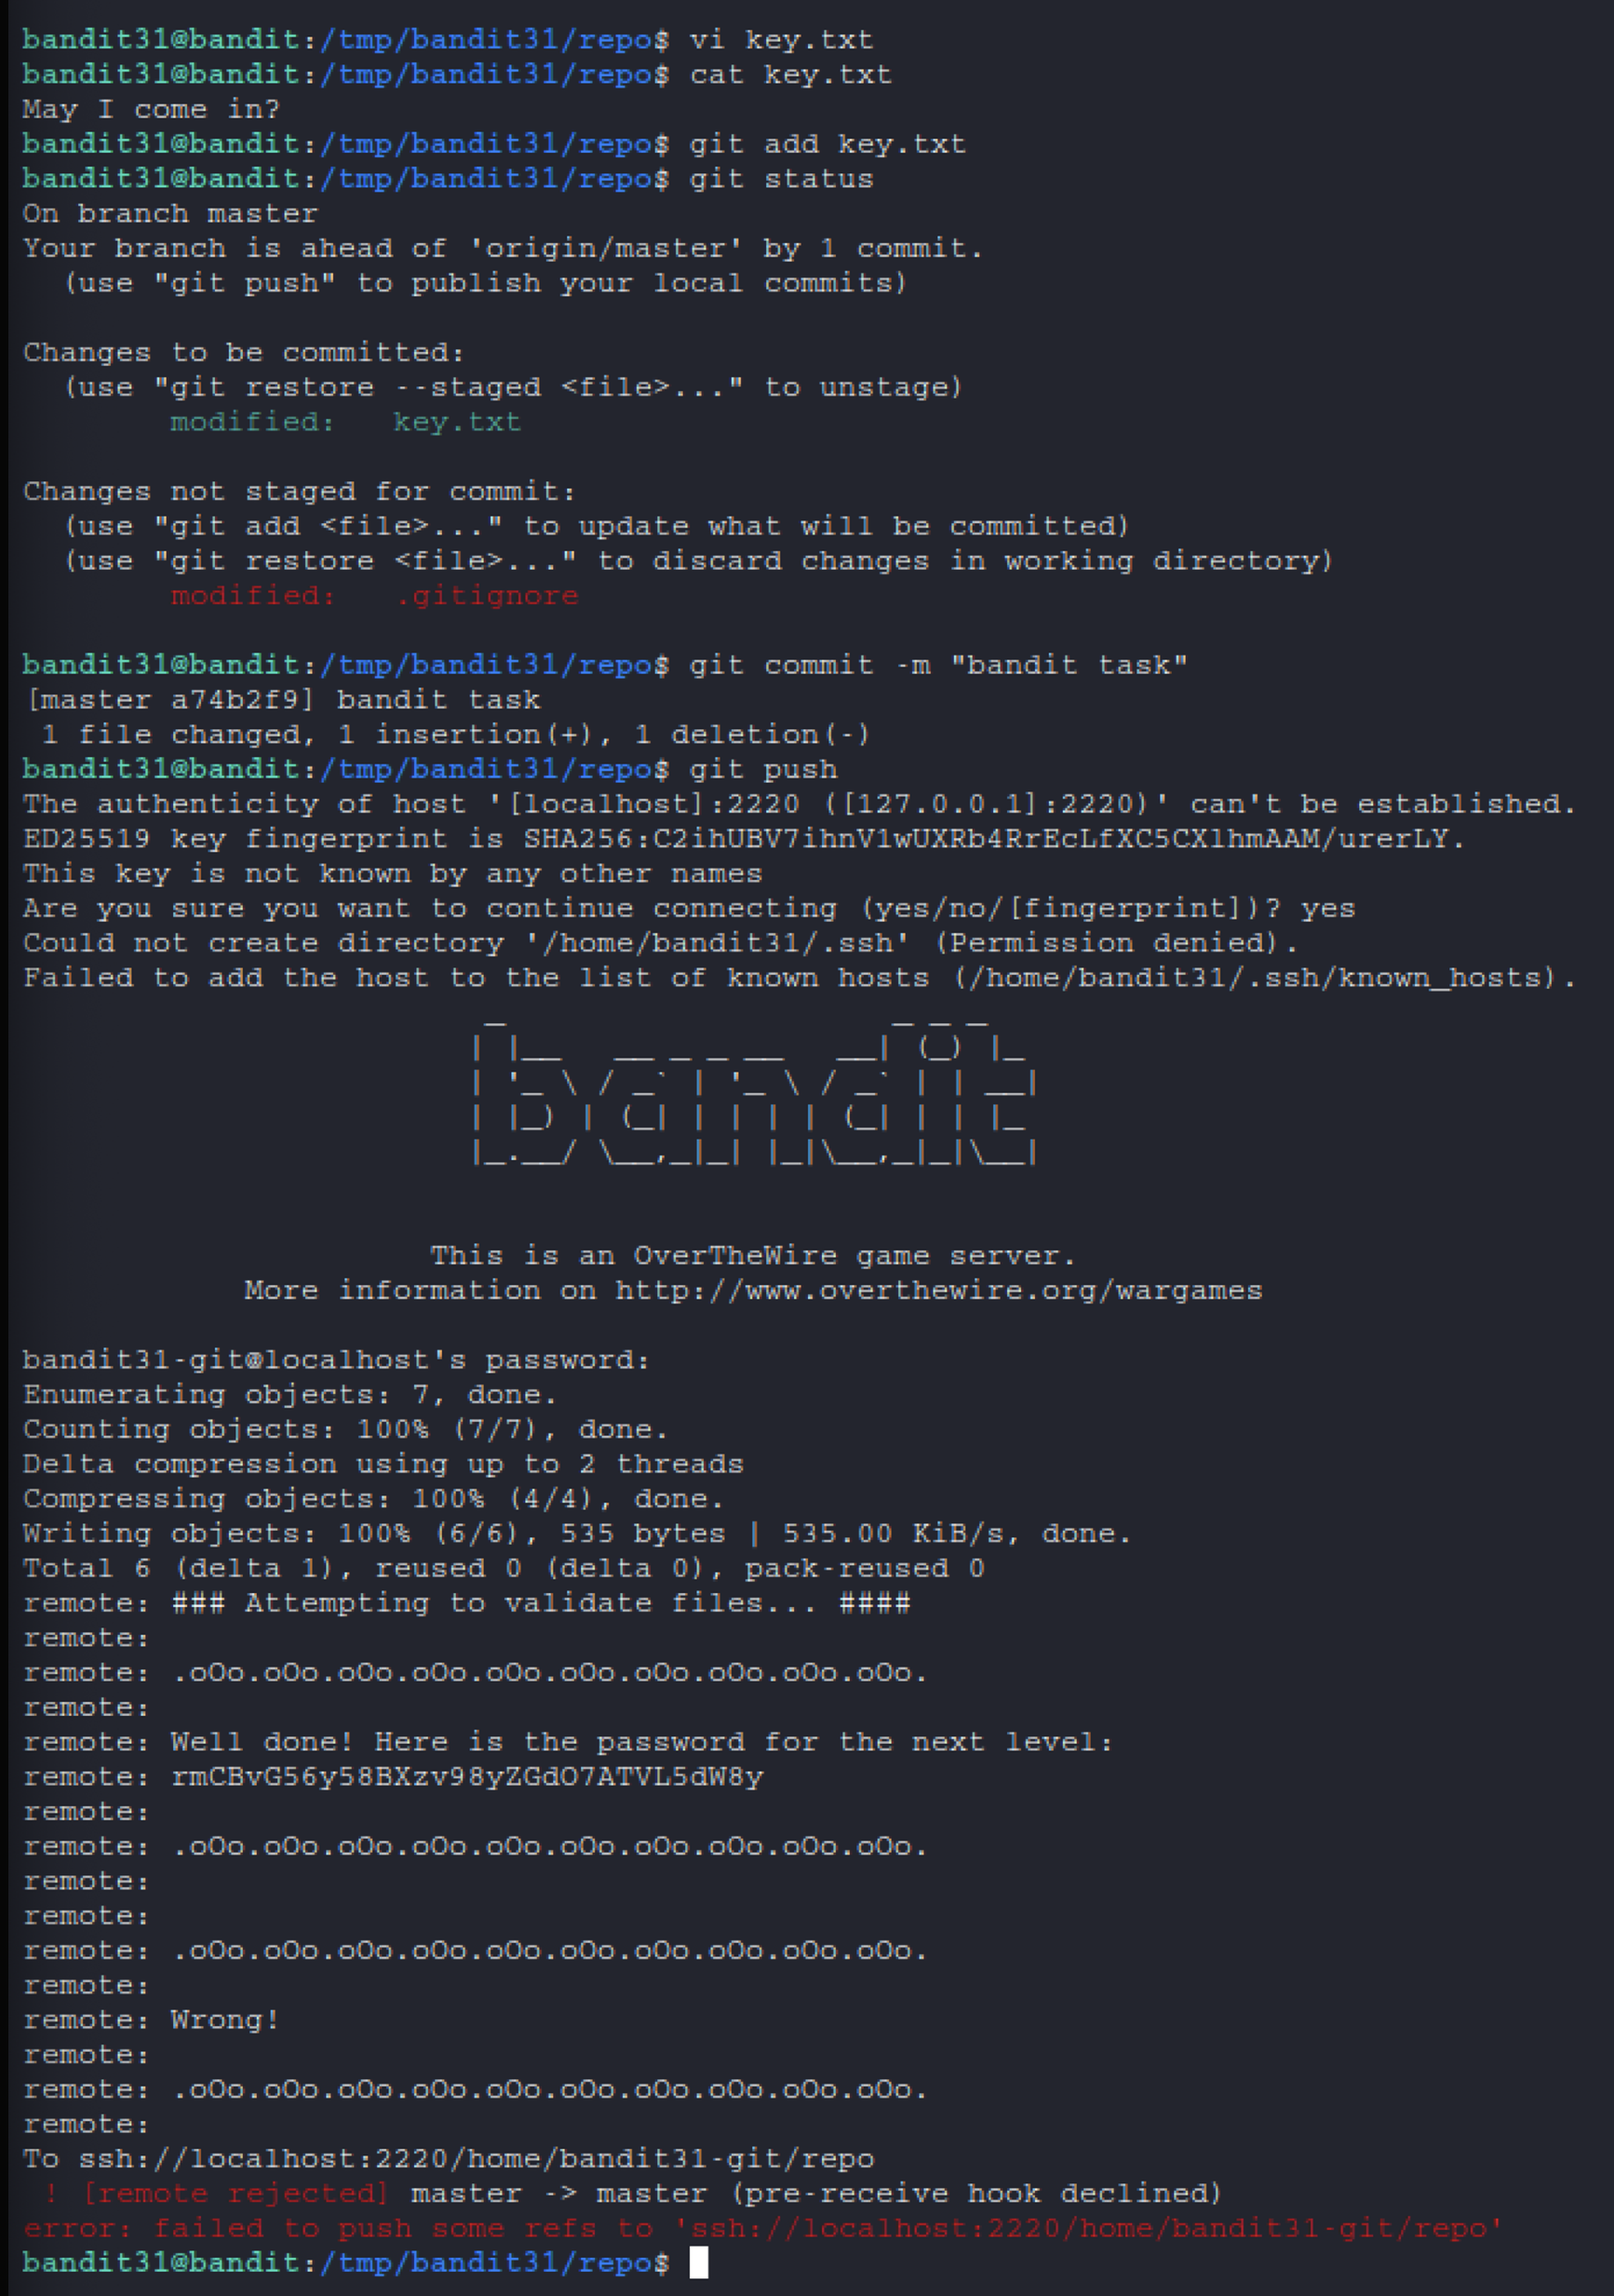 bandit31@bandit:/tmp/bandit31/repo$ vi key.txt
bandit31@bandit:/tmp/bandit31/repo$ cat key.txt
May I come in?
bandit31@bandit:/tmp/bandit31/repo$ git add key.txt
bandit31@bandit:/tmp/bandit31/repo$ git status
On branch master
Your branch is ahead of 'origin/master' by 1 commit.
  (use "git push" to publish your local commits)

Changes to be committed:
  (use "git restore --staged <file>..." to unstage)
        modified:   key.txt

Changes not staged for commit:
  (use "git add <file>..." to update what will be committed)
  (use "git restore <file>..." to discard changes in working directory)
        modified:   .gitignore

bandit31@bandit:/tmp/bandit31/repo$ git commit -m "bandit task"
[master a74b2f9] bandit task
 1 file changed, 1 insertion(+), 1 deletion(-)
bandit31@bandit:/tmp/bandit31/repo$ git push
The authenticity of host '[localhost]:2220 ([127.0.0.1]:2220)' can't be established.
ED25519 key fingerprint is SHA256:C2ihUBV7ihnV1wUXRb4RrEcLfXC5CXlhmAAM/urerLY.
This key is not known by any other names
Are you sure you want to continue connecting (yes/no/[fingerprint])? yes
Could not create directory '/home/bandit31/.ssh' (Permission denied).
Failed to add the host to the list of known hosts (/home/bandit31/.ssh/known_hosts).
bandit
This is an OverTheWire game server.
More information on http://www.overthewire.org/wargames

bandit31-git@localhost's password:
Enumerating objects: 7, done.
Counting objects: 100% (7/7), done.
Delta compression using up to 2 threads
Compressing objects: 100% (4/4), done.
Writing objects: 100% (6/6), 535 bytes | 535.00 KiB/s, done.
Total 6 (delta 1), reused 0 (delta 0), pack-reused 0
remote: ### Attempting to validate files... ####
remote:
remote: .oOo.oOo.oOo.oOo.oOo.oOo.oOo.oOo.oOo.oOo.
remote:
remote: Well done! Here is the password for the next level:
remote: rmCBvG56y58BXzv98yZGdO7ATVL5dW8y
remote:
remote: .oOo.oOo.oOo.oOo.oOo.oOo.oOo.oOo.oOo.oOo.
remote:
remote:
remote: .oOo.oOo.oOo.oOo.oOo.oOo.oOo.oOo.oOo.oOo.
remote:
remote: Wrong!
remote:
remote: .oOo.oOo.oOo.oOo.oOo.oOo.oOo.oOo.oOo.oOo.
remote:
To ssh://localhost:2220/home/bandit31-git/repo
 ! [remote rejected] master -> master (pre-receive hook declined)
error: failed to push some refs to 'ssh://localhost:2220/home/bandit31-git/repo'
bandit31@bandit:/tmp/bandit31/repo$